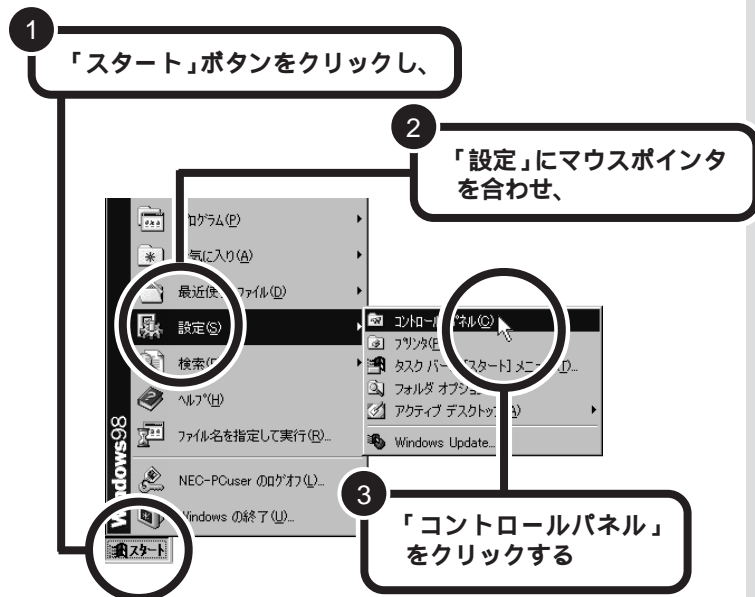 1
「スタート」ボタンをクリックし、
2
「設定」にマウスポインタ
を合わせ、
ログラム(P)
気に入り(A)
最近使 ファイル(D)
設定(S)
検索(
ヘルプ(H)
ファイル名を指定して実行(R)...
NEC-PCuser のログオフ(L)...
Windows の終了(U)...
Windows98
スタート
コントロール パネル(C)
プリンタ(P
タスク バー [スタート] メニ (T)...
フォルダ オプショ
アクティブ デスクトップ(A)
Windows Update...
3
「コントロールパネル」
をクリックする